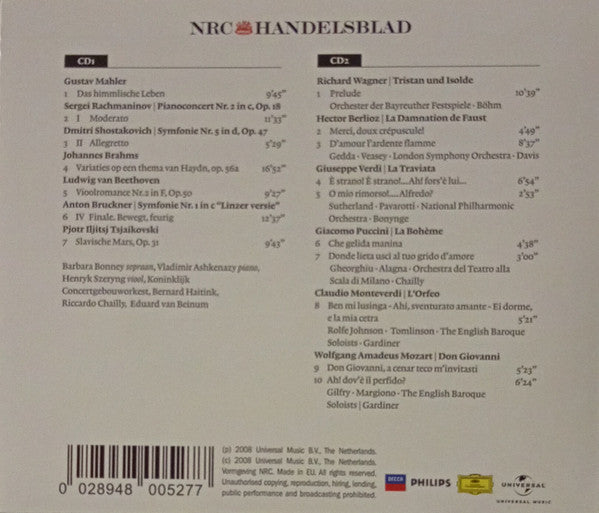 NRC HANDELSBLAD
CD1
Gustav Mahler
1 Das himmlische Leben 9'45"
Sergei Rachmaninov | Pianoconcert Nr. 2 in c, Op. 18
2 I Moderato 11'33"
Dmitri Shostakovich | Symfonie Nr. 5 in d, Op. 47
3 II Allegretto 5'29"
Johannes Brahms
4 Variaties op een thema van Haydn, op. 56a 16'52"
Ludwig van Beethoven
5 Vioolromance Nr. 2 in F, Op.50 9'27"
Anton Bruckner | Symfonie Nr. 1 in c "Linzer versie"
6 IV Finale. Bewegt, feurig 12'37"
Pjotr Iljitsj Tsjaikovski
7 Slavische Mars, Op. 31 9'43"
Barbara Bonney sopraan, Vladimir Ashkenazy piano,
Henryk Szeryng viool, Koninklijk
Concertgebouworkest, Bernard Haitink,
Riccardo Chailly, Eduard van Beinum
CD2
Richard Wagner | Tristan und Isolde
1 Prelude 10'39"
Orchester der Bayreuther Festspiele · Böhm
Hector Berlioz | La Damnation de Faust
2 Merci, doux crépuscule! 4'49"
3 D'amour l'ardente flamme 8'37"
Gedda · Veasey · London Symphony Orchestra · Davis
Giuseppe Verdi | La Traviata
4 È strano! È strano!....Ah! fors'è lui... 6'54"
5 O mio rimorso!.....Alfredo? 2'53"
Sutherland · Pavarotti · National Philharmonic
Orchestra · Bonynge
Giacomo Puccini | La Bohème
6 Che gelida manina 4'38"
7 Donde lieta uscì al tuo grido d'amore 3'00"
Gheorghiu · Alagna · Orchestra del Teatro alla
Scala di Milano · Chailly
Claudio Monteverdi | L'Orfeo
8 Ben mi lusinga - Ahi, sventurato amante - Ei dorme,
e la mia cetra 5'21"
Rolfe Johnson · Tomlinson · The English Baroque
Soloists · Gardiner
Wolfgang Amadeus Mozart | Don Giovanni
9 Don Giovanni, a cenar teco m'invitasti 5'23"
10 Ah! dov'è il perfido? 6'24"
Gilfry · Margiono · The English Baroque
Soloists | Gardiner
0 028948 005277
(p) 2008 Universal Music B.V., The Netherlands.
(c) 2008 Universal Music B.V., The Netherlands.
Vormgeving NRC. Made in EU. All rights reserved.
Unauthorised copying, reproduction, hiring, lending,
public performance and broadcasting prohibited.
DECCA
PHILIPS
UNIVERSAL
UNIVERSAL MUSIC